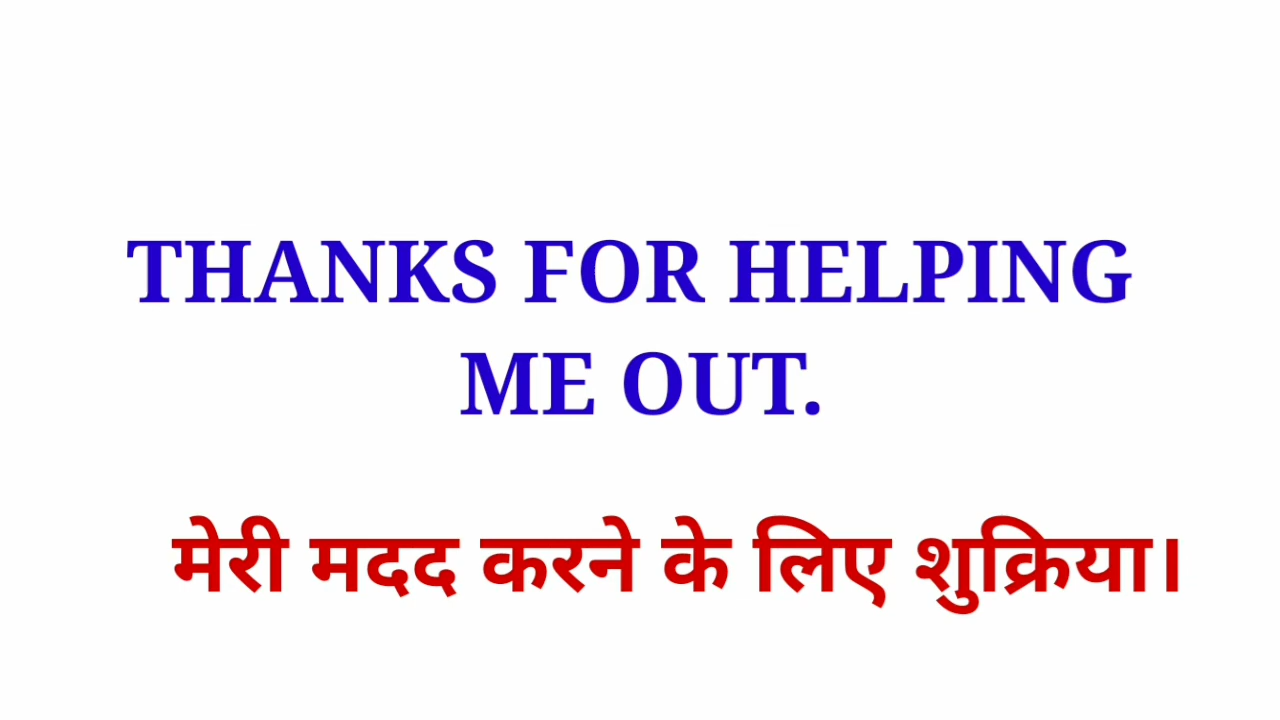 THANKS FOR HELPING
ME OUT.
मेरी मदद करने के लिए शुक्रिया।